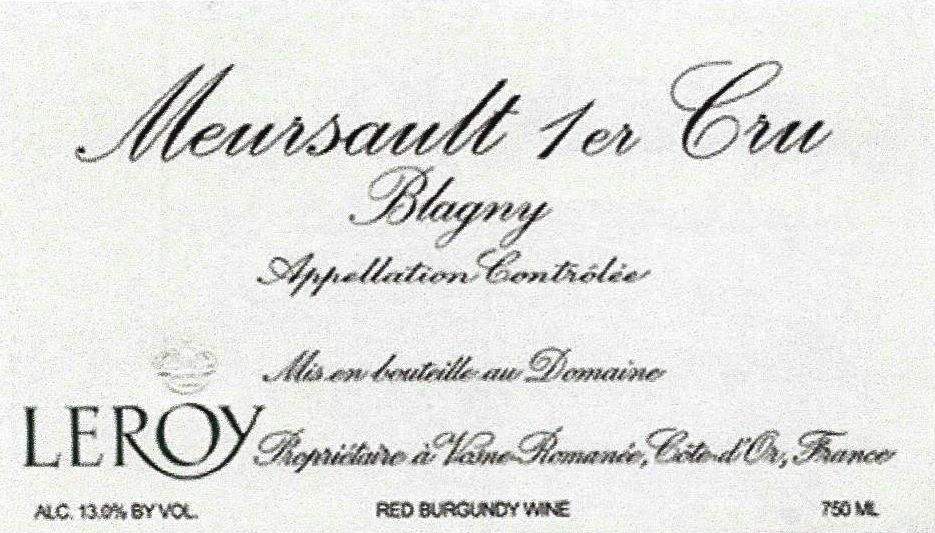 Meursault 1er Cru
Blagny
Appellation Contrôlée
Mis en bouteille au Domaine
LEROY Propriétaire à Vosne-Romanée, Côte-d'Or, France
ALC. 13.0% BY VOL. RED BURGUNDY WINE 750 ML